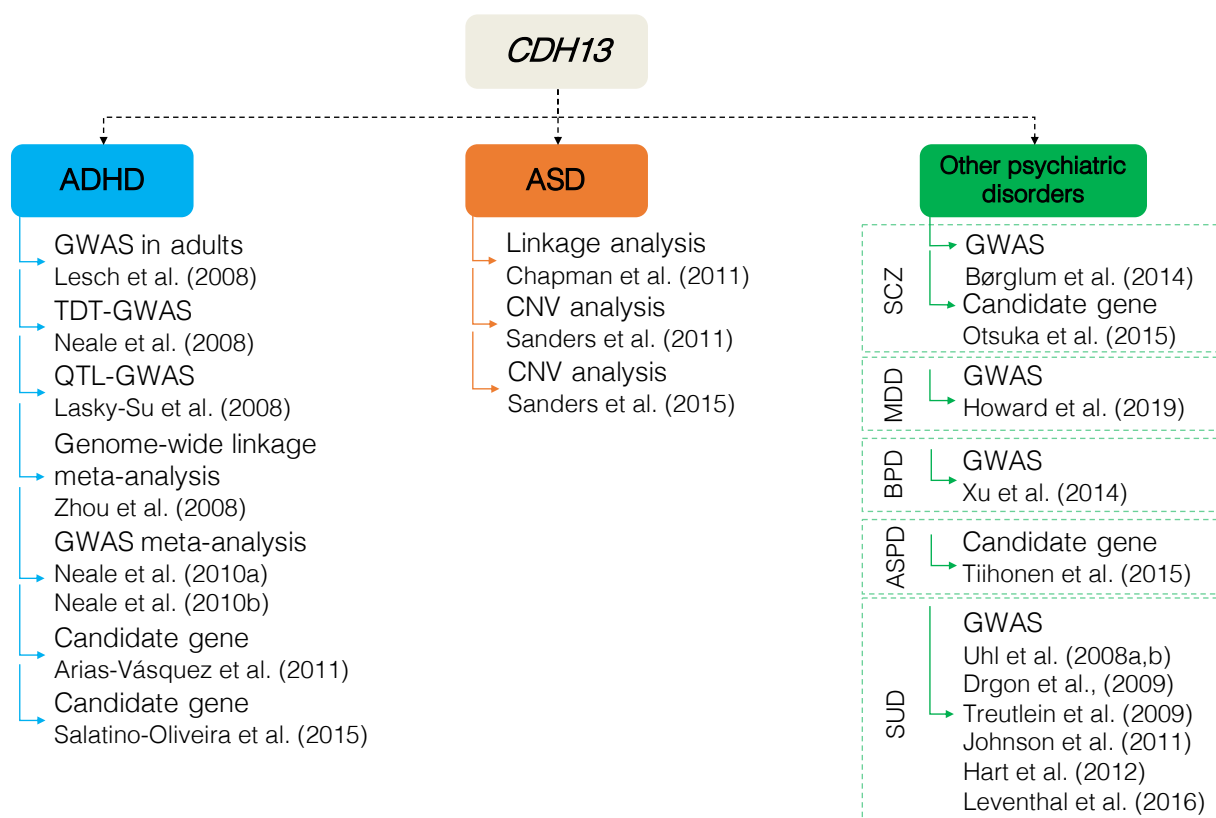 CDH13
ADHD
GWAS in adults
Lesch et al. (2008)
TDT-GWAS
Neale et al. (2008)
QTL-GWAS
Lasky-Su et al. (2008)
Genome-wide linkage
meta-analysis
Zhou et al. (2008)
GWAS meta-analysis
Neale et al. (2010a)
Neale et al. (2010b)
Candidate gene
Arias-Vásquez et al. (2011)
Candidate gene
Salatino-Oliveira et al. (2015)
ASD
Linkage analysis
Chapman et al. (2011)
CNV analysis
Sanders et al. (2011)
CNV analysis
Sanders et al. (2015)
Other psychiatric
disorders
SCZ
GWAS
Børglum et al. (2014)
Candidate gene
Otsuka et al. (2015)
MDD
GWAS
Howard et al. (2019)
BPD
GWAS
Xu et al. (2014)
ASPD
Candidate gene
Tiihonen et al. (2015)
SUD
GWAS
Uhl et al. (2008a,b)
Drgon et al., (2009)
Treutlein et al. (2009)
Johnson et al. (2011)
Hart et al. (2012)
Leventhal et al. (2016)